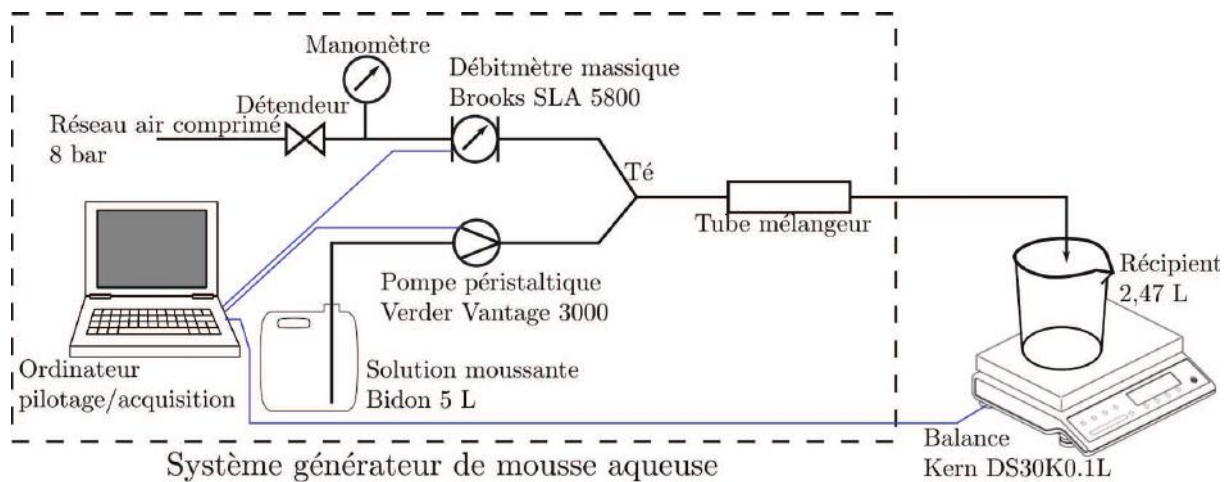 Manomètre
Débitmètre massique
Brooks SLA 5800
Détendeur
Réseau air comprimé
8 bar
Té
Tube mélangeur
Récipient
2,47 L
Pompe péristaltique
Verder Vantage 3000
Ordinateur
pilotage/acquisition
Solution moussante
Bidon 5 L
Balance
Kern DS30K0.1L
Système générateur de mousse aqueuse